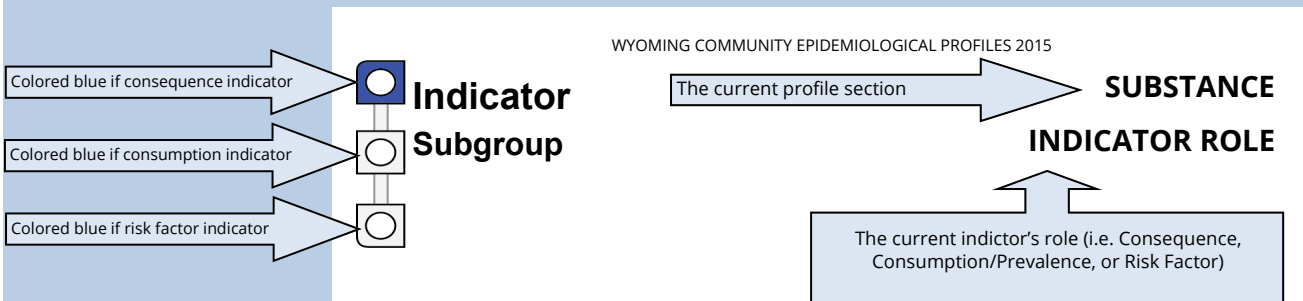 WYOMING COMMUNITY EPIDEMIOLOGICAL PROFILES 2015
Colored blue if consequence indicator
Indicator
The current profile section
SUBSTANCE
Colored blue if consumption indicator
Subgroup
INDICATOR ROLE
Colored blue if risk factor indicator
The current indictor's role (i.e. Consequence,
Consumption/Prevalence, or Risk Factor)